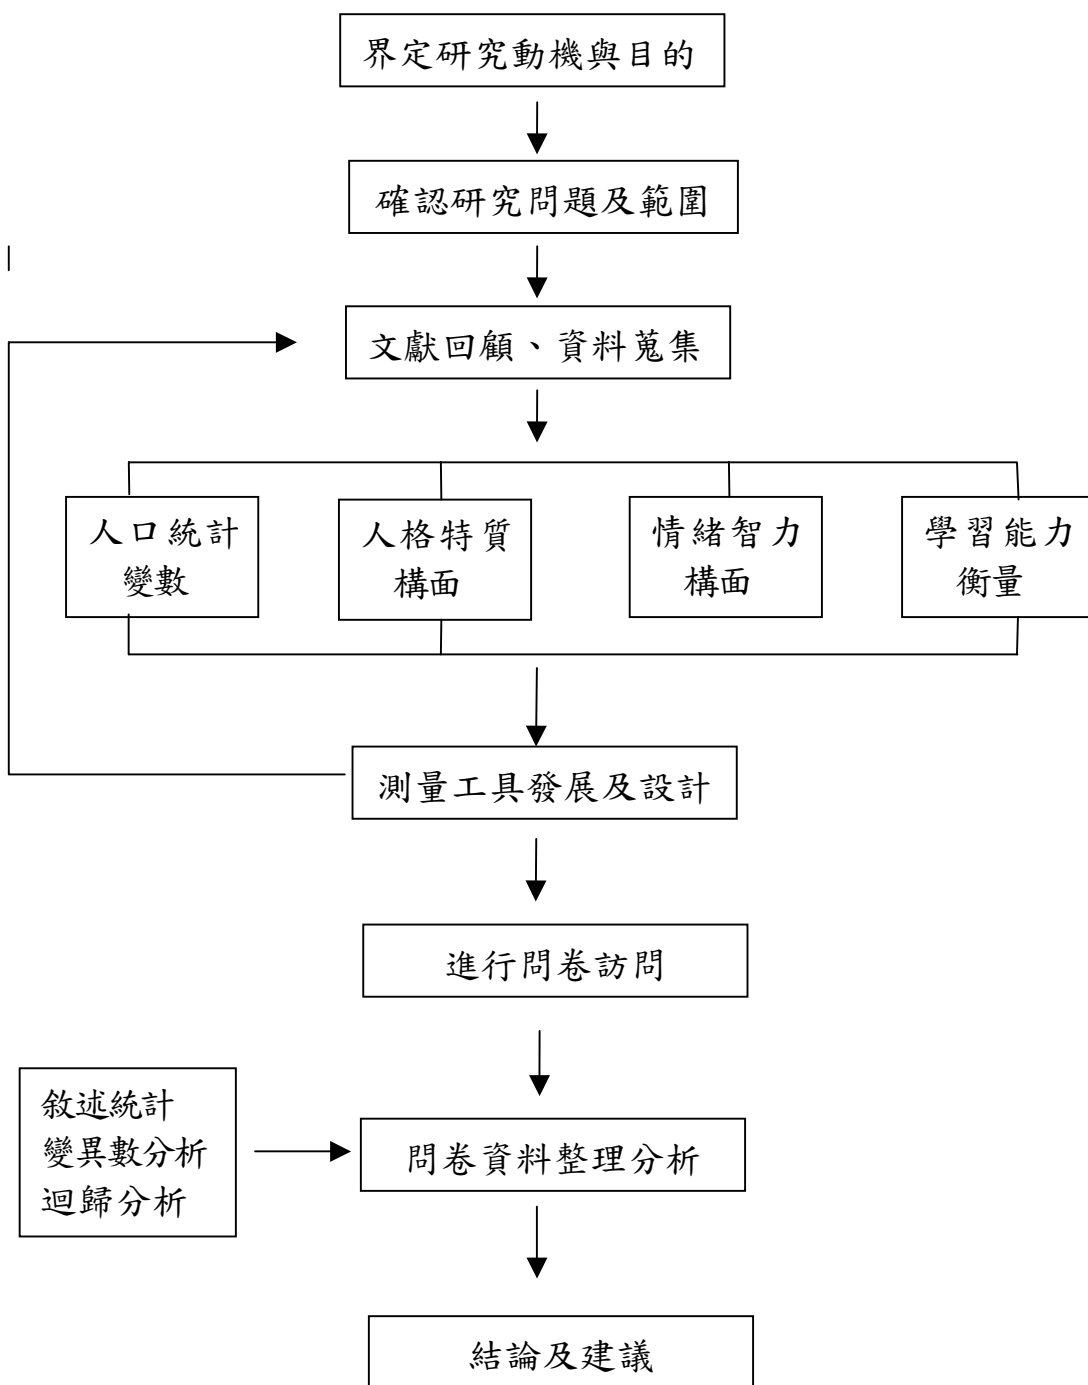 界定研究動機與目的
確認研究問題及範圍
文獻回顧、資料蒐集
人口統計
變數
人格特質
構面
情緒智力
構面
學習能力
衡量
測量工具發展及設計
進行問卷訪問
敘述統計
變異數分析
迴歸分析
問卷資料整理分析
結論及建議